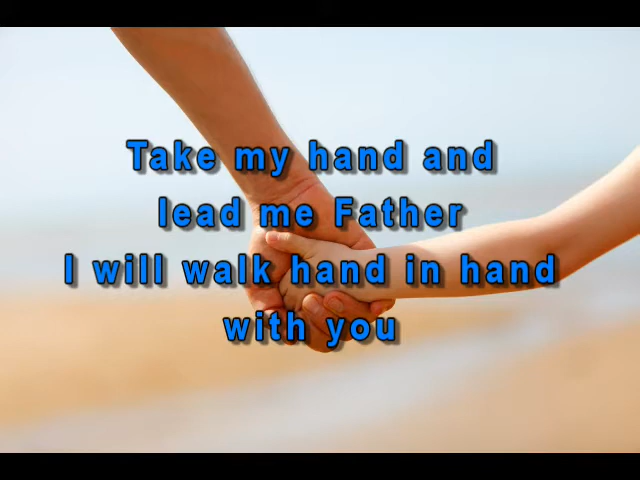 Take my hand and
lead me Father
I will walk hand in hand
with you